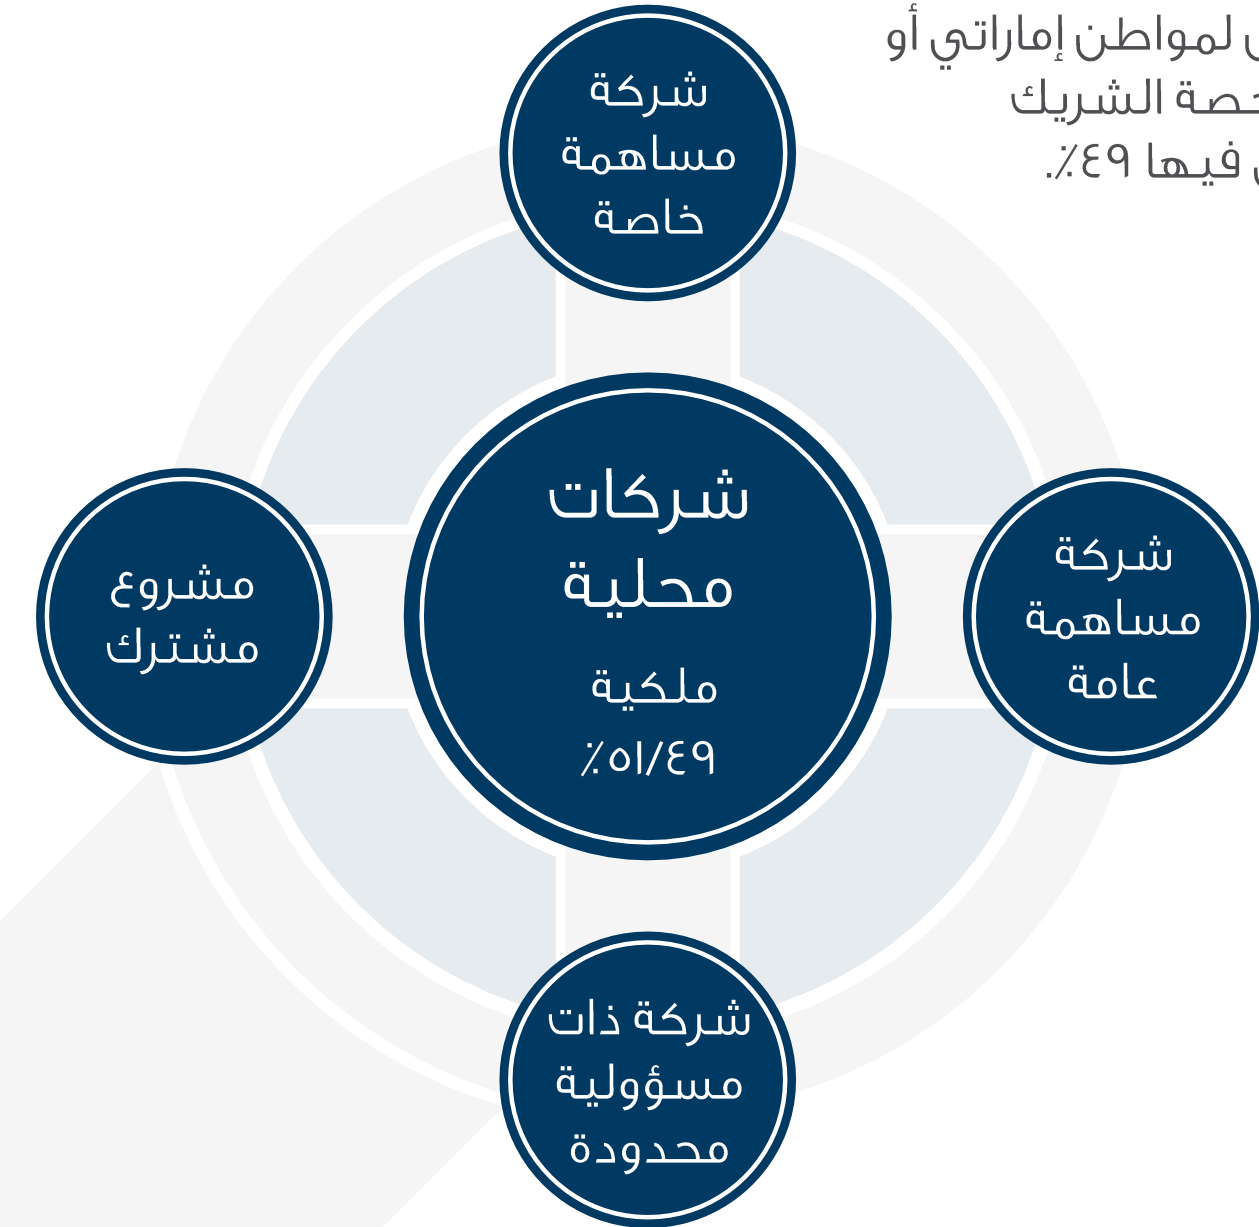 لمواطن إماراتي أو
حصة الشريك
فيها ٤٩٪.
شركة
مساهمة
خاصة
شركات
محلية
ملكية
٥١/٤٩٪
شركة
مساهمة
عامة
مشروع
مشترك
شركة ذات
مسؤولية
محدودة